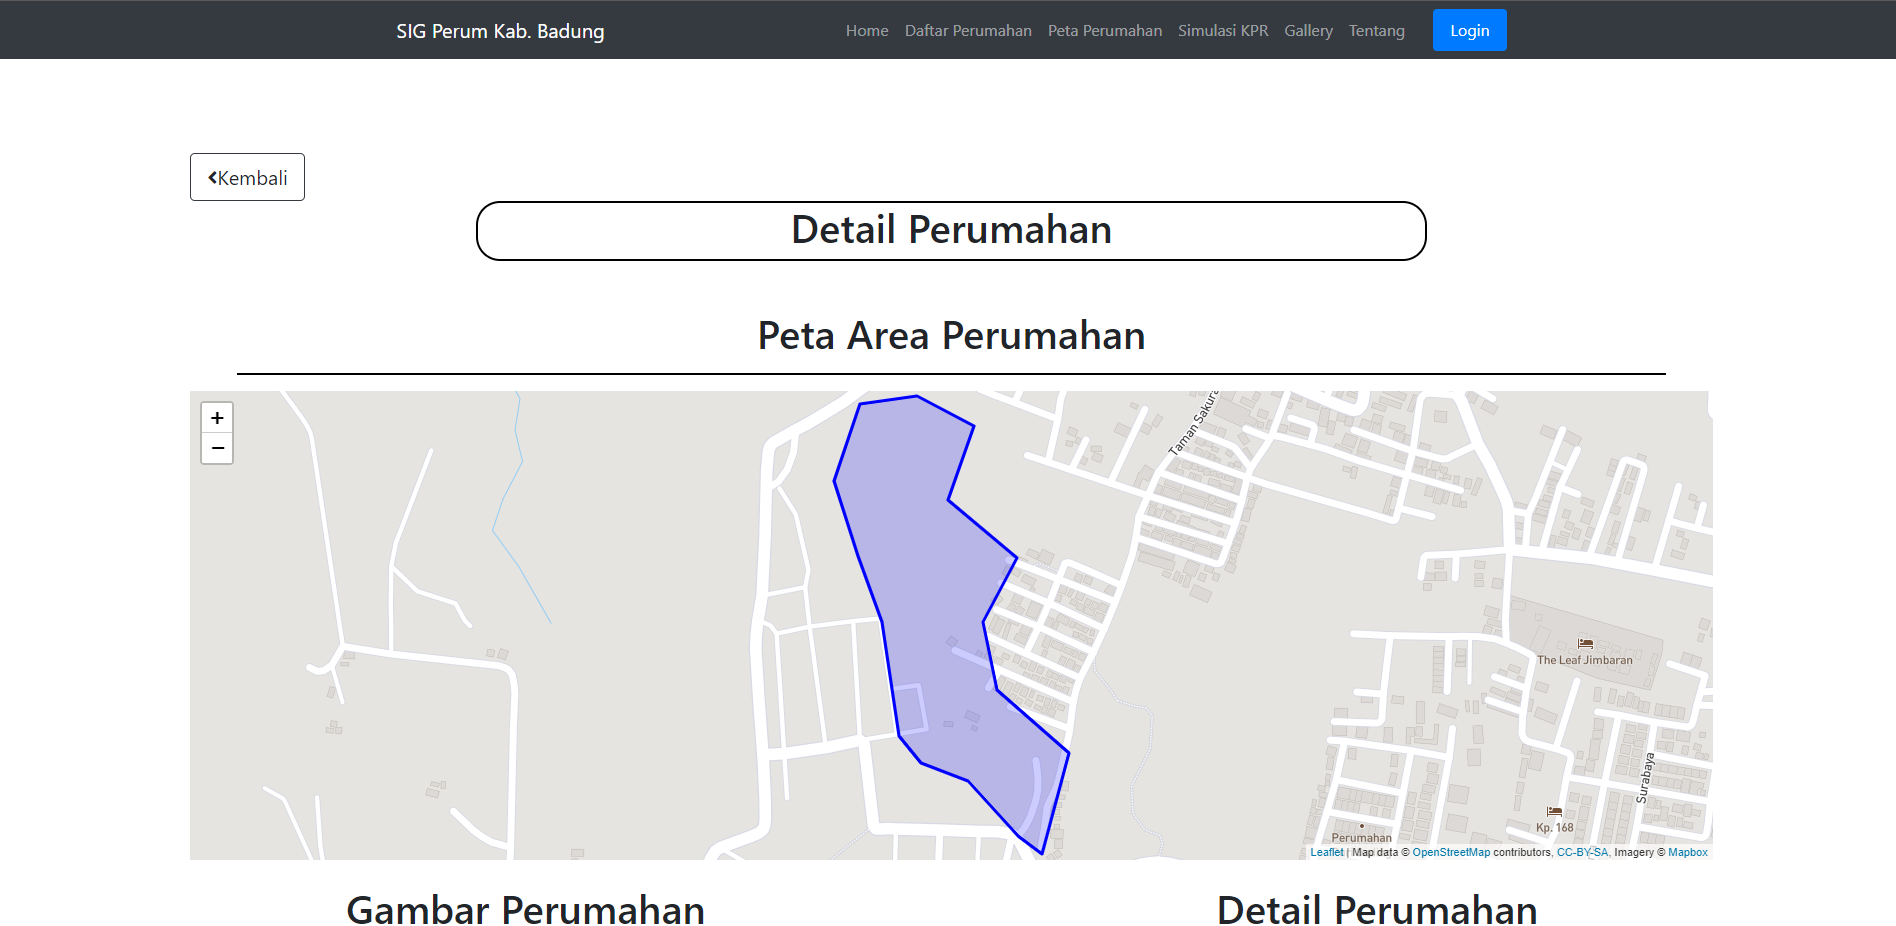 SIG Perum Kab. Badung
Home Daftar Perumahan Peta Perumahan Simulasi KPR Gallery Tentang Login
Kembali
Detail Perumahan
Peta Area Perumahan
+
−
Taman Sakura
The Leaf Jimbaran
Surabaya
Kp. 168
Perumahan
Leaflet | Map data © OpenStreetMap contributors, CC-BY-SA, Imagery © Mapbox
Gambar Perumahan
Detail Perumahan